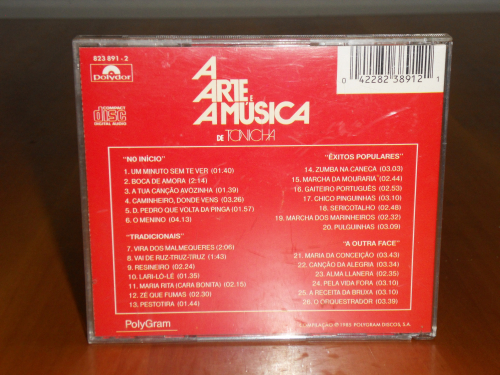 823 891 - 2
Polydor
COMPACT
disc
DIGITAL AUDIO
A
ARTE E
A MÚSICA
DE TONICHA
0 42282 38912 1
"NO INÍCIO"
1. UM MINUTO SEM TE VER (01.40)
2. BOCA DE AMORA (2:14)
3. A TUA CANÇÃO AVÓZINHA (01.39)
4. CAMINHEIRO, DONDE VENS (03.26)
5. D. PEDRO QUE VOLTA DA PINGA (01.57)
6. O MENINO (04.13)
"TRADICIONAIS"
7. VIRA DOS MALMEQUERES (2:06)
8. VAI DE RUZ-TRUZ-TRUZ (1:43)
9. RESINEIRO (02.24)
10. LARI-LÓ-LÉ (01.35)
11. MARIA RITA (CARA BONITA) (02.15)
12. ZÉ QUE FUMAS (02.30)
13. PESTOTIRA (01.44)
"ÊXITOS POPULARES"
14. ZUMBA NA CANECA (03.03)
15. MARCHA DA MOURARIA (02.44)
16. GAITEIRO PORTUGUÊS (02.53)
17. CHICO PINGUINHAS (03.10)
18. SERICOTALHO (02.48)
19. MARCHA DOS MARINHEIROS (02.32)
20. PULGUINHAS (03.09)
"A OUTRA FACE"
21. MARIA DA CONCEIÇÃO (03.43)
22. CANÇÃO DA ALEGRIA (03.34)
23. ALMA LLANERA (02.35)
24. PELA VIDA FORA (03.10)
25. A RECEITA DA BRUXA (03.10)
26. O ORQUESTRADOR (03.39)
PolyGram
POLYGRAM DISCOS, S.A.